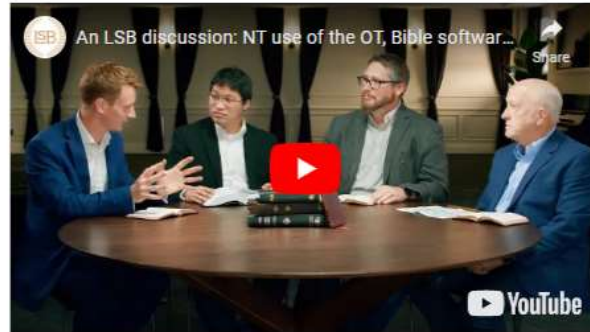 LSB
An LSB discussion: NT use of the OT, Bible softwar...
Share
YouTube